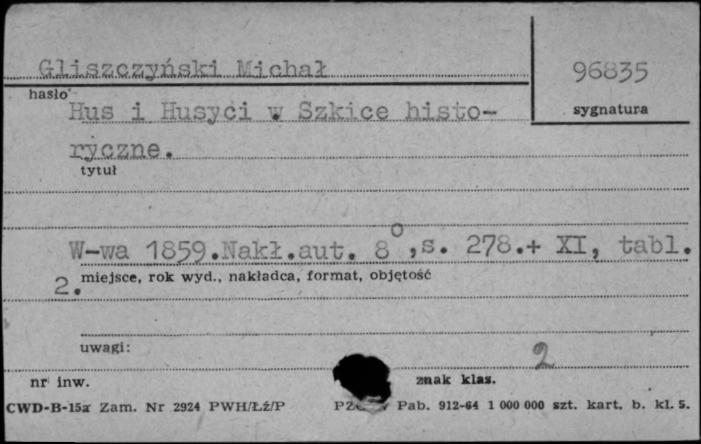 Gliszczyński Michał
96835
hasło
sygnatura
Hus i Husyci w Szkice histo-
ryczne.
tytuł
W-wa 1859.Nakł.aut. 8⁰,s. 278.+ XI, tabl.
miejsce, rok wyd., nakładca, format, objętość
2.
uwagi:
2
nr inw.
znak klas.
CWD-B-15a Zam. Nr 2924 PWH/Łź/P
Pab. 912-64 1 000 000 szt. kart. b. kl. 5.